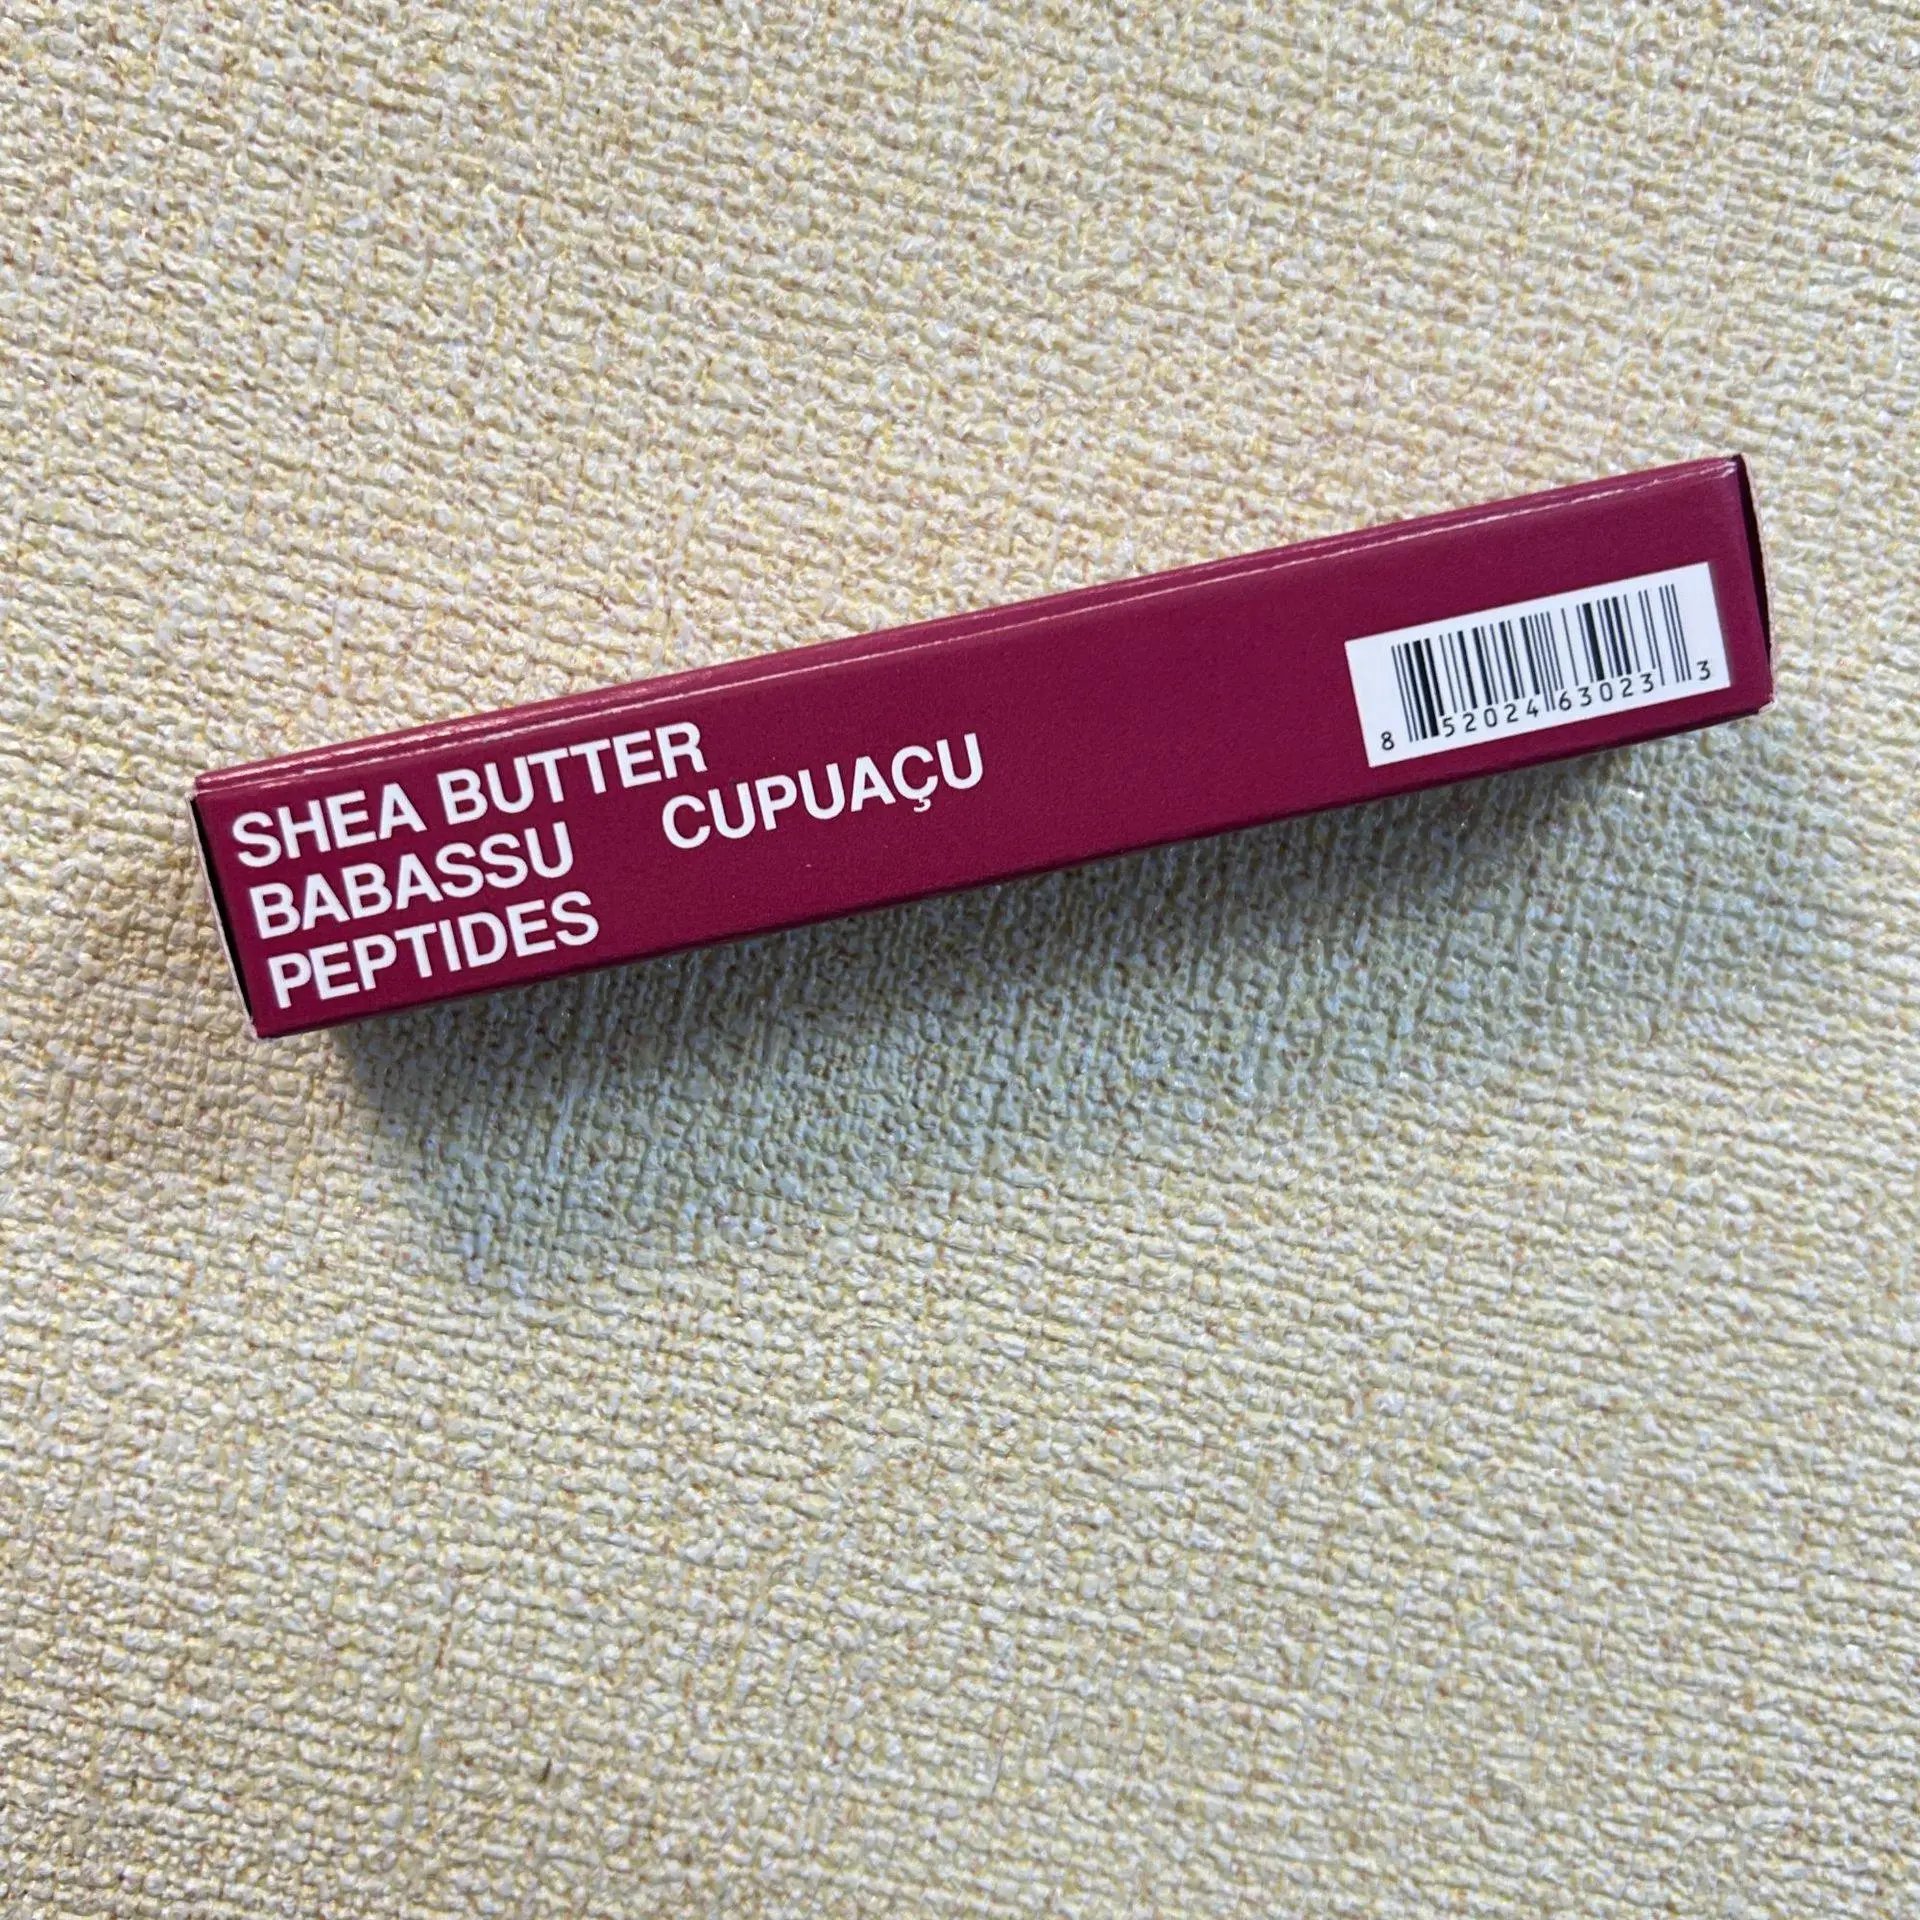 SHEA BUTTER
BABASSU CUPUAÇU
PEPTIDES
8 52024 63023 3